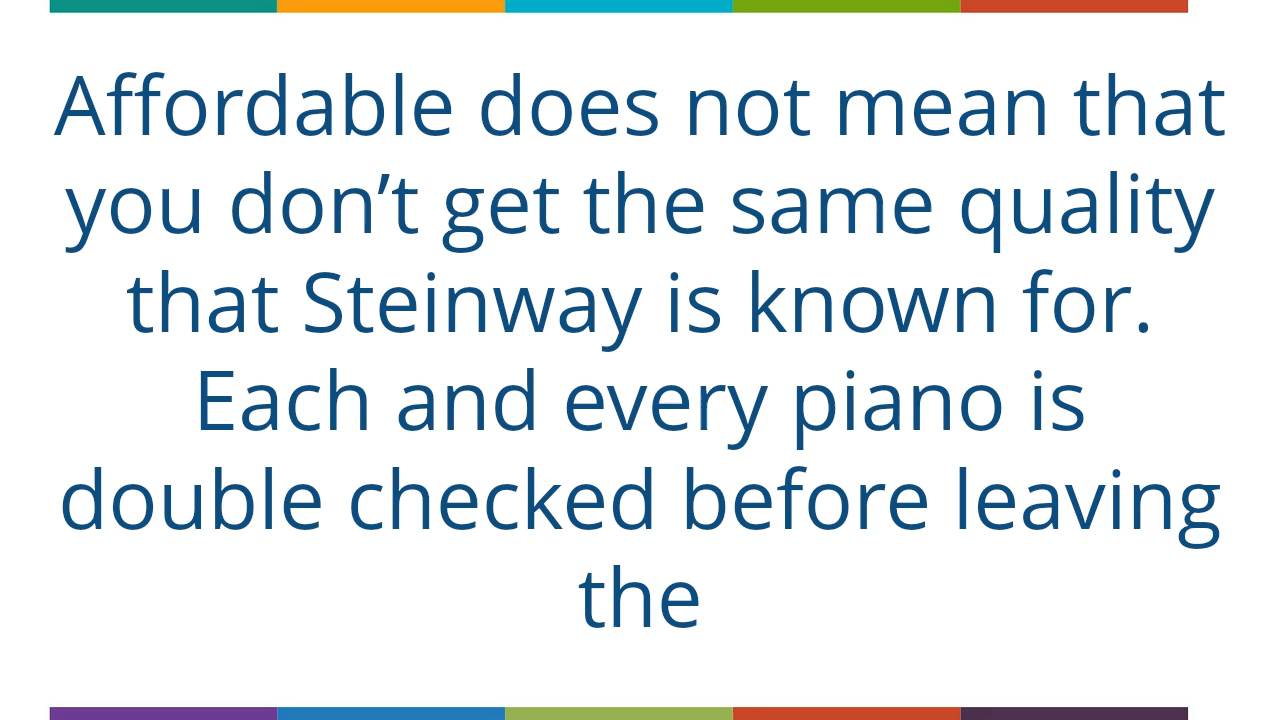 Affordable does not mean that
you don’t get the same quality
that Steinway is known for.
Each and every piano is
double checked before leaving
the